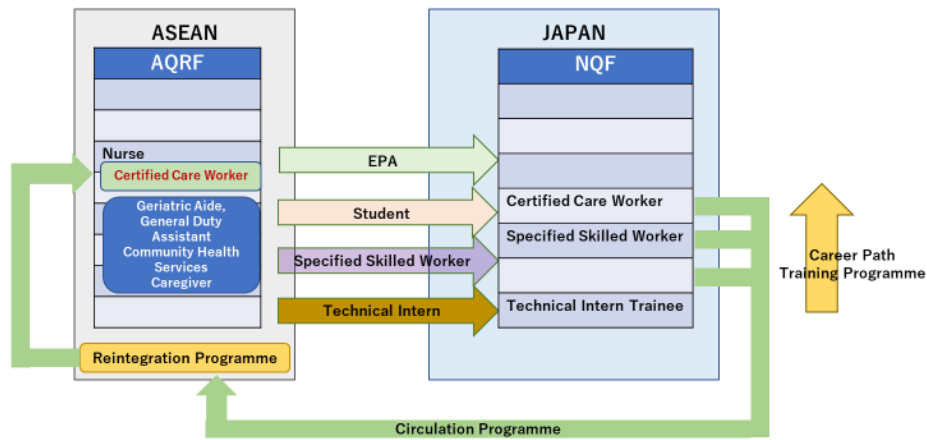 ASEAN
AQRF
Nurse
Certified Care Worker
Geriatric Aide,
General Duty
Assistant
Community Health
Services
Caregiver
Reintegration Programme
EPA
Student
Specified Skilled Worker
Technical Intern
JAPAN
NQF
Certified Care Worker
Specified Skilled Worker
Technical Intern Trainee
Career Path
Training Programme
Circulation Programme